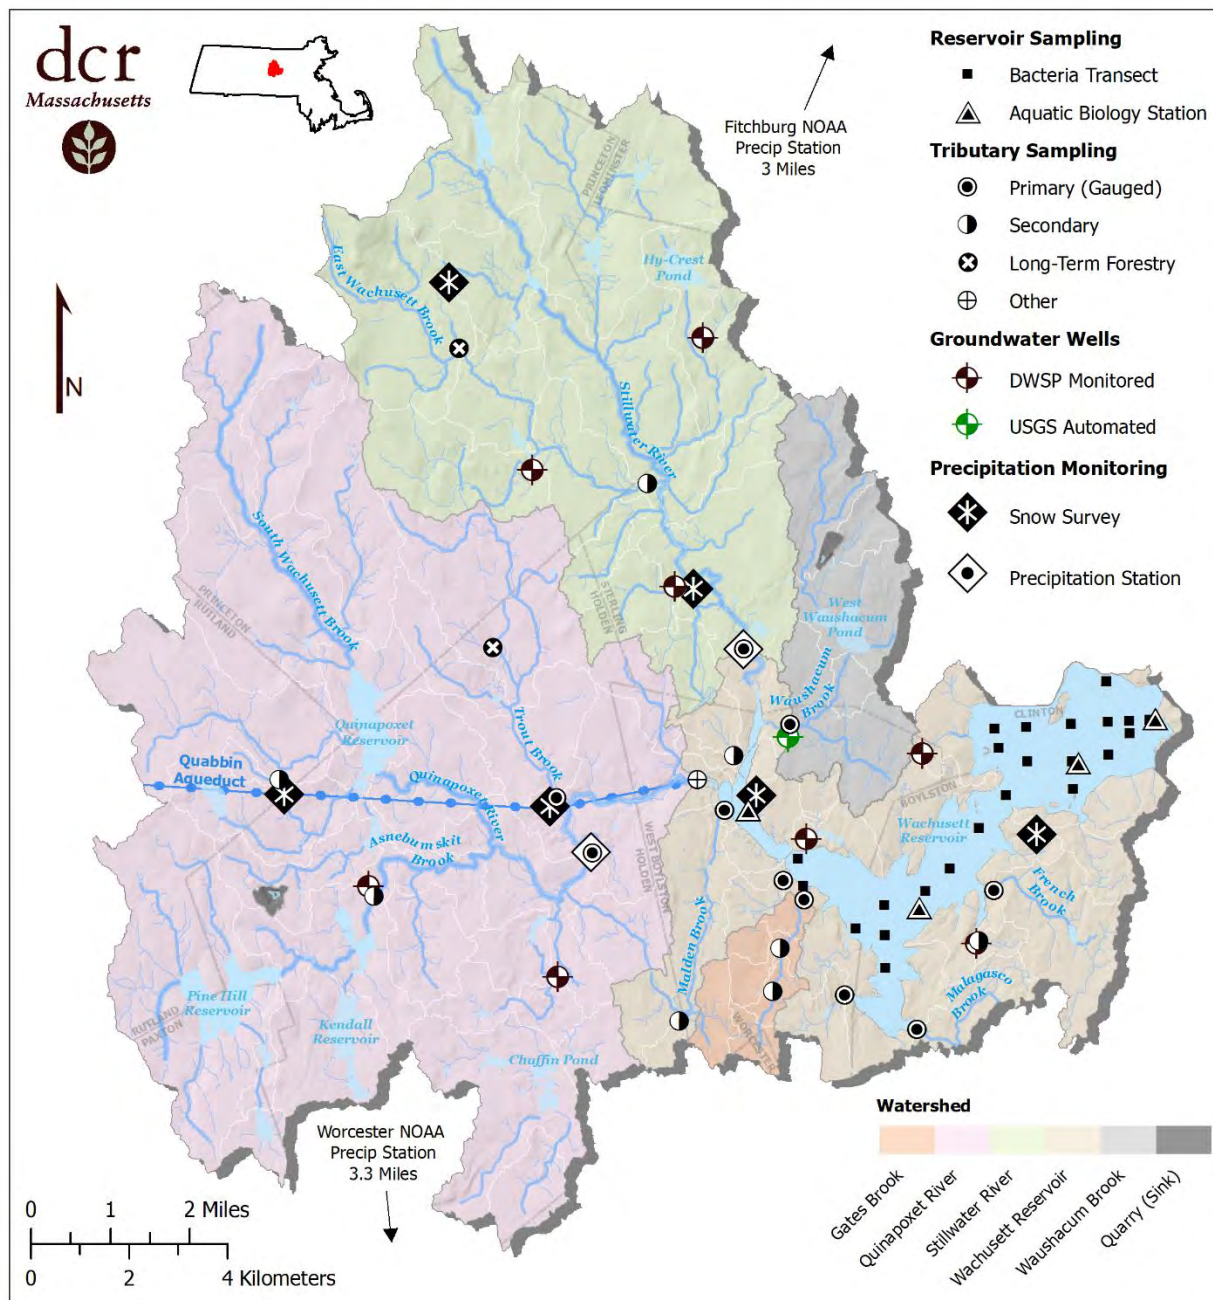 dcr
Massachusetts
Fitchburg NOAA
Precip Station
3 Miles
Reservoir Sampling
Bacteria Transect
Aquatic Biology Station
Tributary Sampling
Primary (Gauged)
Secondary
Long-Term Forestry
Other
Groundwater Wells
DWSP Monitored
USGS Automated
Precipitation Monitoring
Snow Survey
Precipitation Station
N
PRINCETON
LEOMINSTER
East Wachusett Brook
Hy-Crest
Pond
Stillwater River
South Wachusett Brook
PRINCETON
RUTLAND
STERLING
HOLDEN
West
Waushacum
Pond
Waushacum
Brook
Trout Brook
Quinapoxet
Reservoir
Quabbin
Aqueduct
Quinapoxet River
Asnebumskit
Brook
WEST BOYLSTON
HOLDEN
CLINTON
BOYLSTON
Wachusett
Reservoir
French
Brook
Malden Brook
Malagasco
Brook
WORCESTER
Pine Hill
Reservoir
RUTLAND
PAXTON
Kendall
Reservoir
Chaffin Pond
Worcester NOAA
Precip Station
3.3 Miles
0 1 2 Miles
0 2 4 Kilometers
Watershed
Gates Brook
Quinapoxet River
Stillwater River
Wachusett Reservoir
Waushacum Brook
Quarry (Sink)